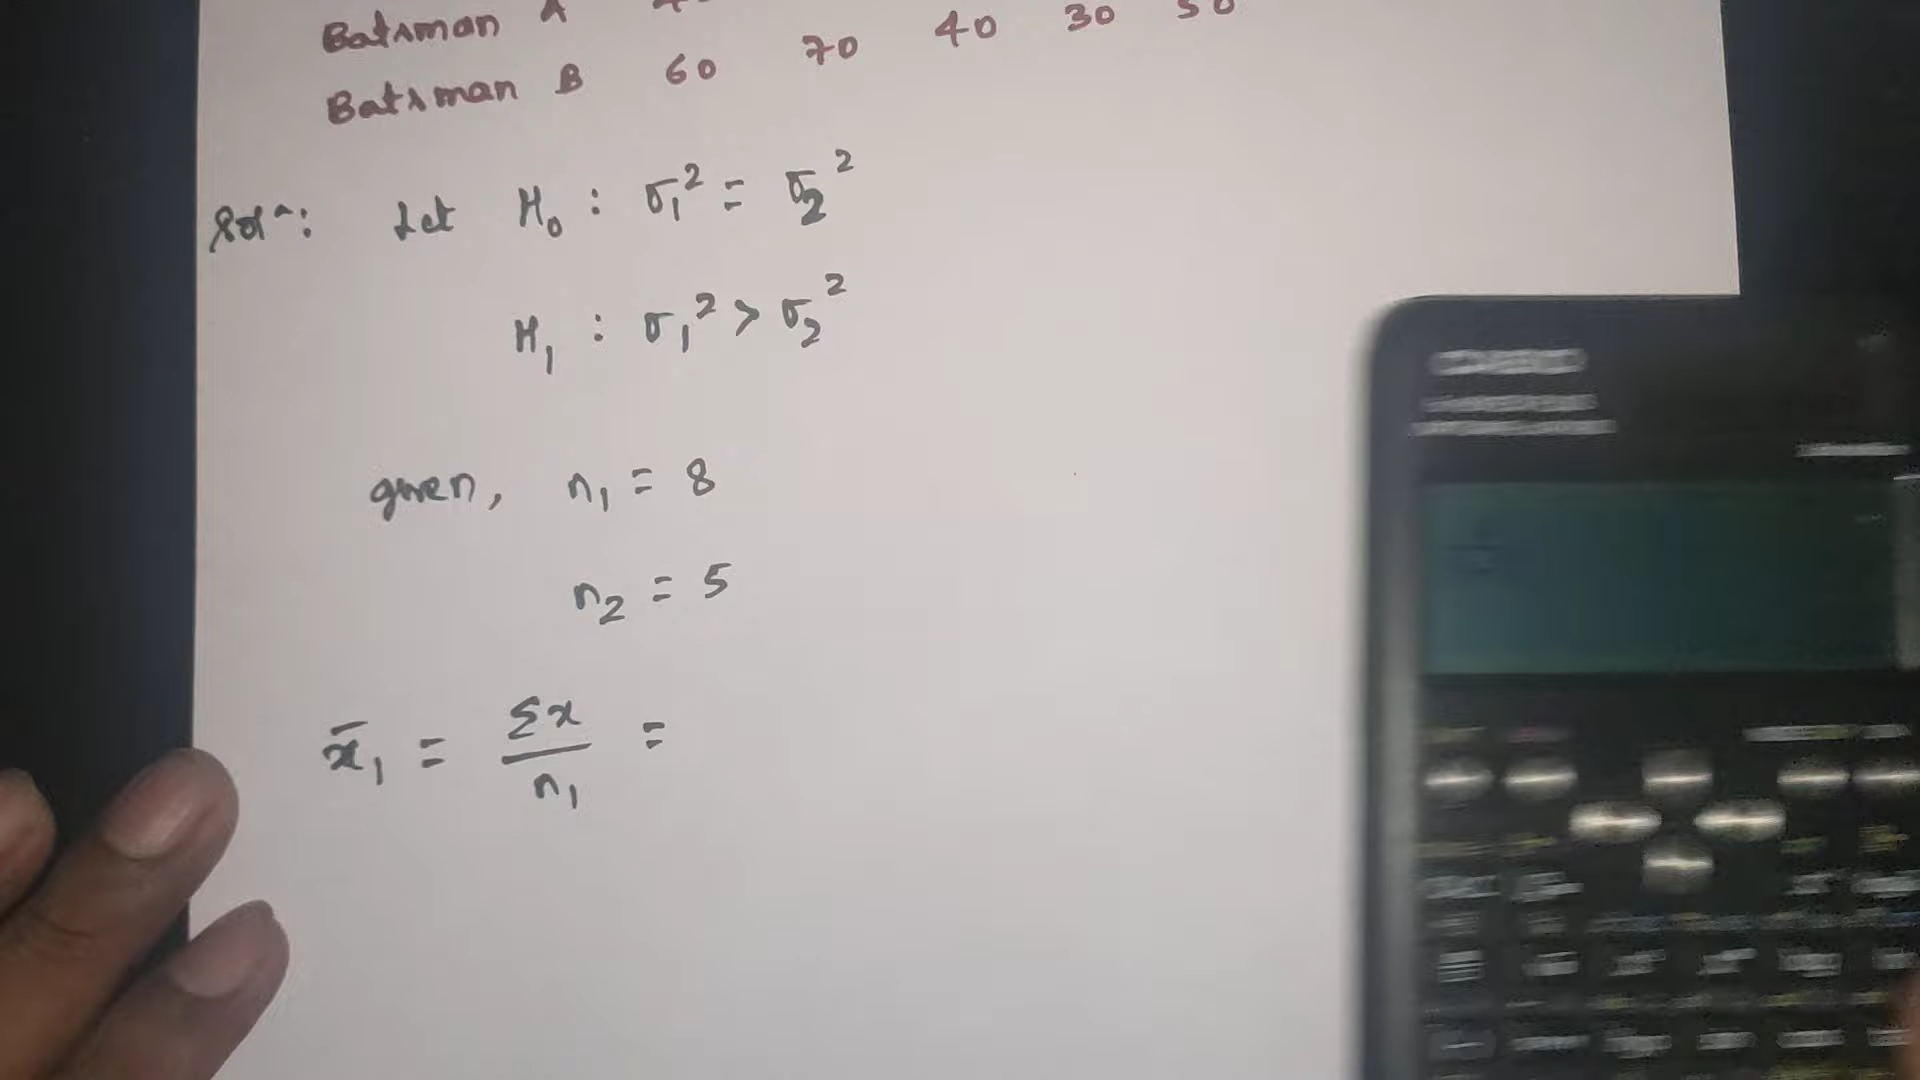 Batsman A
Batsman B 60 70 40 30 50
Solⁿ: Let H₀ : σ₁² = σ₂²
H₁ : σ₁² > σ₂²
given, n₁ = 8
n₂ = 5
x̄₁ = Σx / n₁ =
CASIO